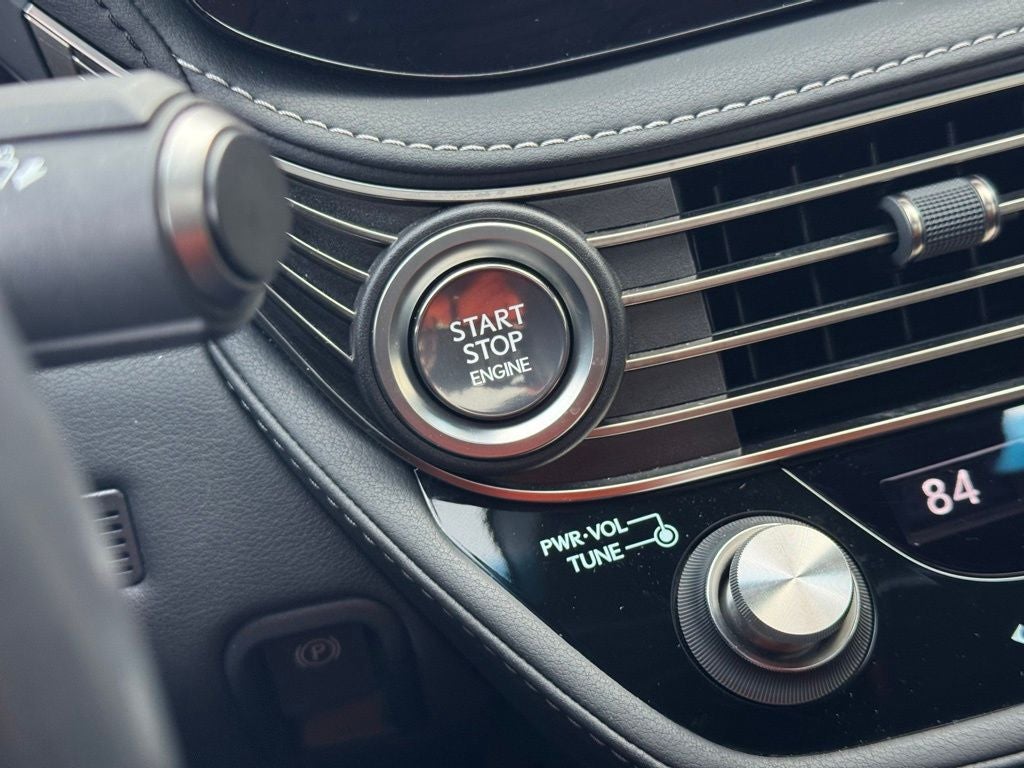 START
STOP
ENGINE
PWR·VOL
TUNE
84
P